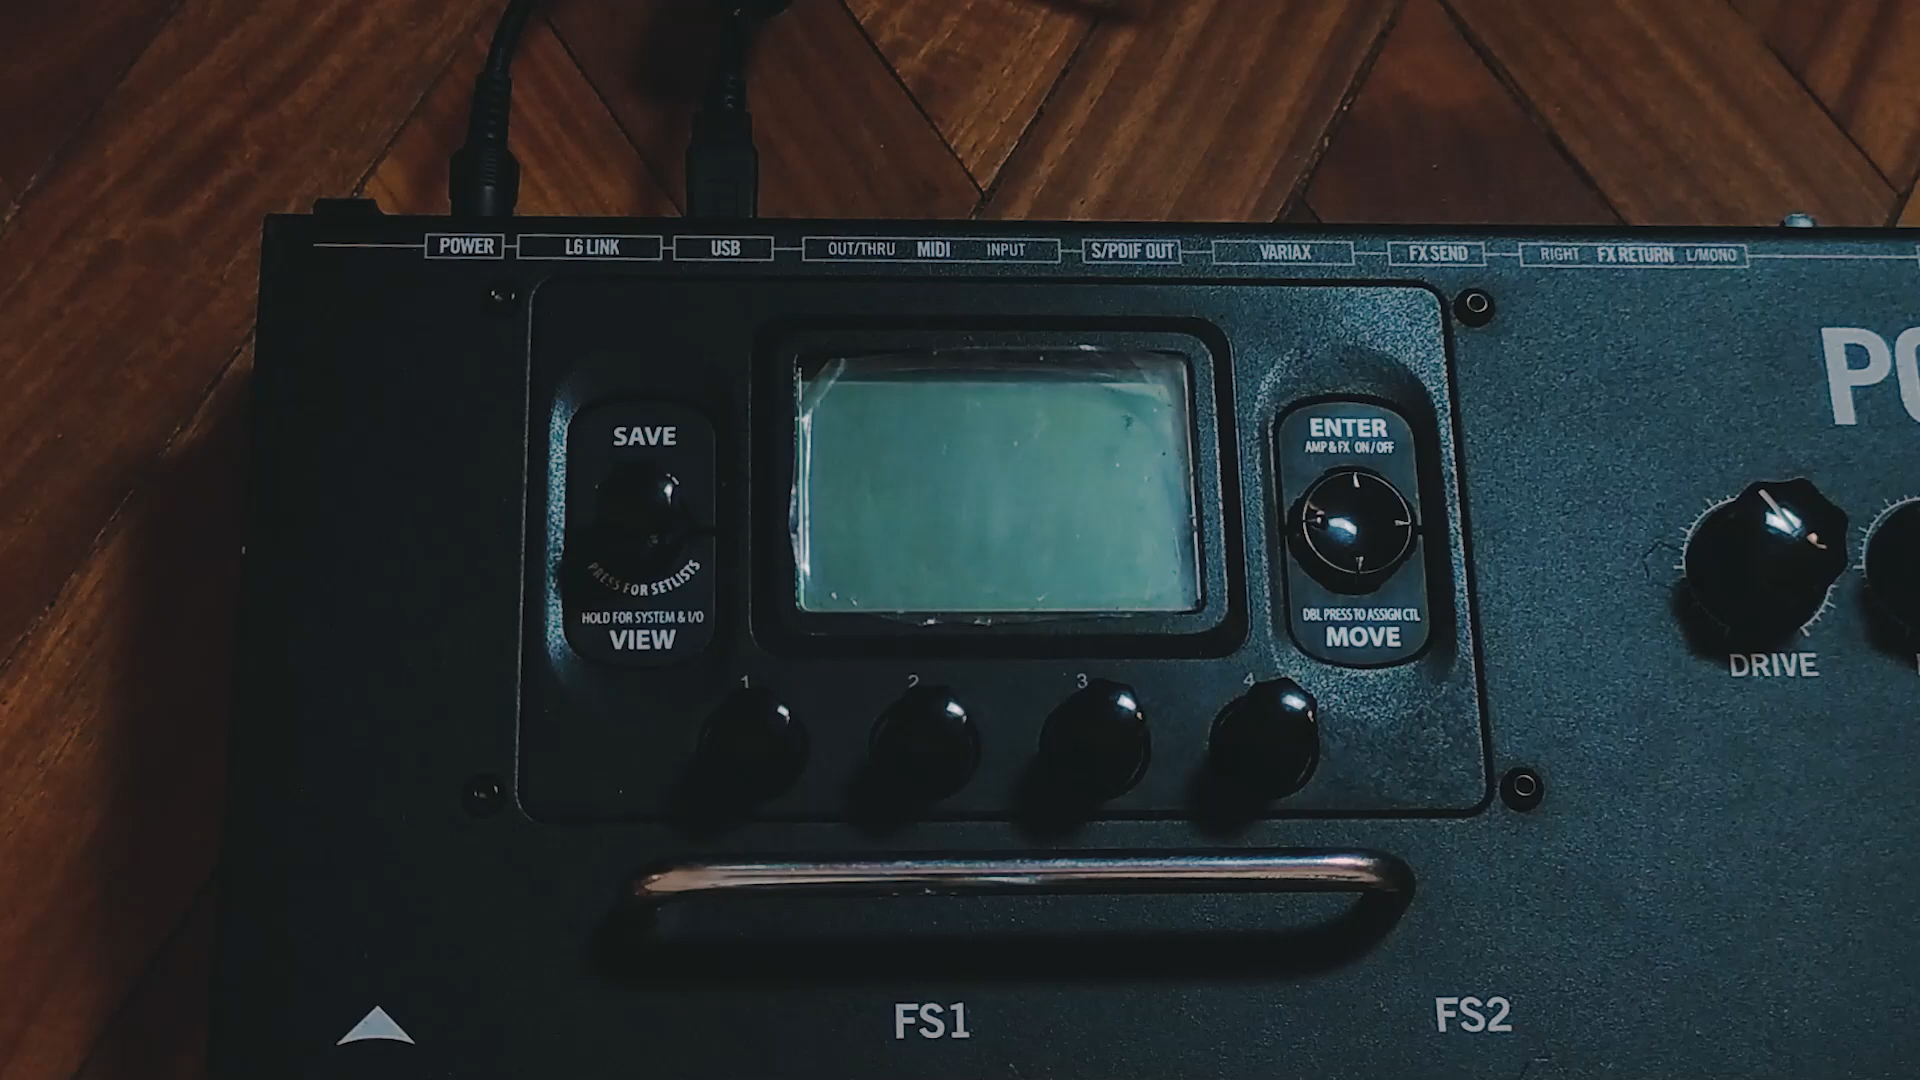 POWER L6 LINK USB OUT/THRU MIDI INPUT S/PDIF OUT VARIAX FX SEND RIGHT FX RETURN L/MONO
SAVE
PRESS FOR SETLISTS
HOLD FOR SYSTEM & I/O
VIEW
ENTER
AMP & FX ON/OFF
DBL PRESS TO ASSIGN CTL
MOVE
1 2 3 4
DRIVE
FS1 FS2